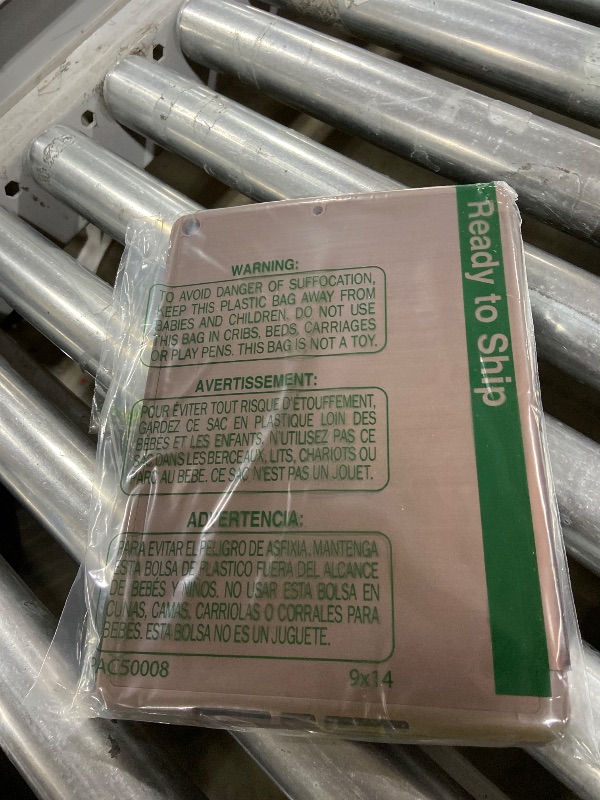 WARNING:
TO AVOID DANGER OF SUFFOCATION,
KEEP THIS PLASTIC BAG AWAY FROM
BABIES AND CHILDREN. DO NOT USE
THIS BAG IN CRIBS, BEDS, CARRIAGES
OR PLAY PENS. THIS BAG IS NOT A TOY.
AVERTISSEMENT:
POUR ÉVITER TOUT RISQUE D'ÉTOUFFEMENT,
GARDEZ CE SAC EN PLASTIQUE LOIN DES
BÉBÉS ET LES ENFANTS. N'UTILISEZ PAS CE
SAC DANS LES BERCEAUX, LITS, CHARIOTS OU
PARC AU BEBE. CE SAC N'EST PAS UN JOUET.
ADVERTENCIA:
PARA EVITAR EL PELIGRO DE ASFIXIA, MANTENGA
ESTA BOLSA DE PLASTICO FUERA DEL ALCANCE
DE BEBÉS Y NIÑOS. NO USAR ESTA BOLSA EN
CUNAS, CAMAS, CARRIOLAS O CORRALES PARA
BEBES. ESTA BOLSA NO ES UN JUGUETE.
PAC50008 9x14
Ready to Ship